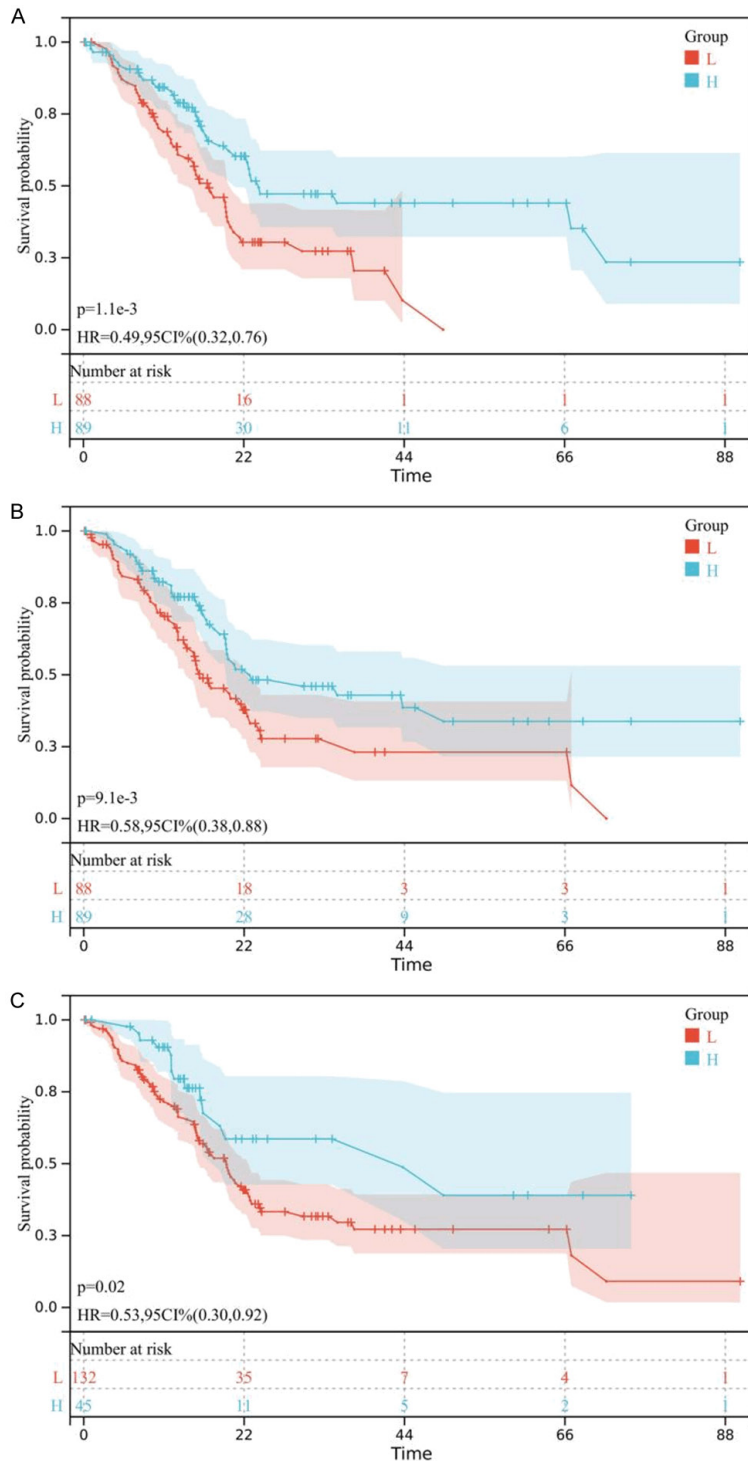 A
1.0
0.8
0.5
0.3
0.0
Survival probability
Group
L
H
p=1.1e-3
HR=0.49,95CI%(0.32,0.76)
Number at risk
L 88 16 1 1 1
H 89 30 11 6 1
0 22 44 66 88
Time
B
1.0
0.8
0.5
0.3
0.0
Survival probability
Group
L
H
p=9.1e-3
HR=0.58,95CI%(0.38,0.88)
Number at risk
L 88 18 3 3 1
H 89 28 9 3 1
0 22 44 66 88
Time
C
1.0
0.8
0.5
0.3
0.0
Survival probability
Group
L
H
p=0.02
HR=0.53,95CI%(0.30,0.92)
Number at risk
L 132 35 7 4 1
H 45 11 5 2 1
0 22 44 66 88
Time